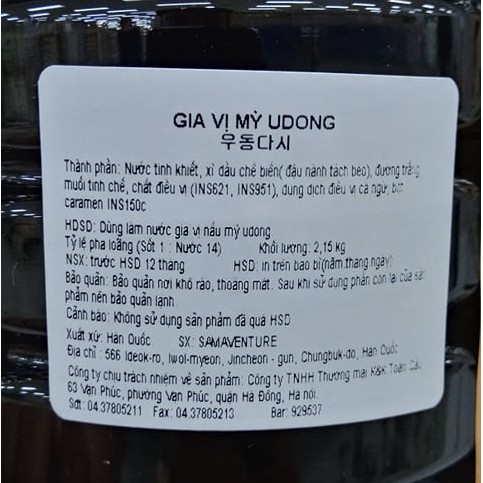 GIA VỊ MỲ UDONG
우동다시
Thành phần: Nước tinh khiết, xì dầu chế biến( đậu nành tách béo), đường trắng
muối tinh chế, chất điều vị (INS621, INS951), dung dịch điều vị cá ngừ, bột
caramen INS150c
HDSD: Dùng làm nước gia vị nấu mỳ udong
Tỷ lệ pha loãng (Sốt 1 : Nước 14) Khối lượng: 2,15 kg
NSX: trước HSD 12 tháng HSD: in trên bao bì(năm.tháng.ngày)
Bảo quản: Bảo quản nơi khô ráo, thoáng mát. Sau khi sử dụng phần còn lại của sản
phẩm nên bảo quản lạnh.
Cảnh báo: Không sử dụng sản phẩm đã quá HSD
Xuất xứ: Hàn Quốc SX: SAMAVENTURE
Địa chỉ : 566 Ideok-ro, Iwol-myeon, Jincheon - gun, Chungbuk-do, Hàn Quốc
Công ty chịu trách nhiệm về sản phẩm: Công ty TNHH Thương mại K&K Toàn Cầu
63 Vạn Phúc, phường Vạn Phúc, quận Hà Đông, Hà nội.
Sđt: 04.37805211 Fax: 04.37805213 Bar: 929537